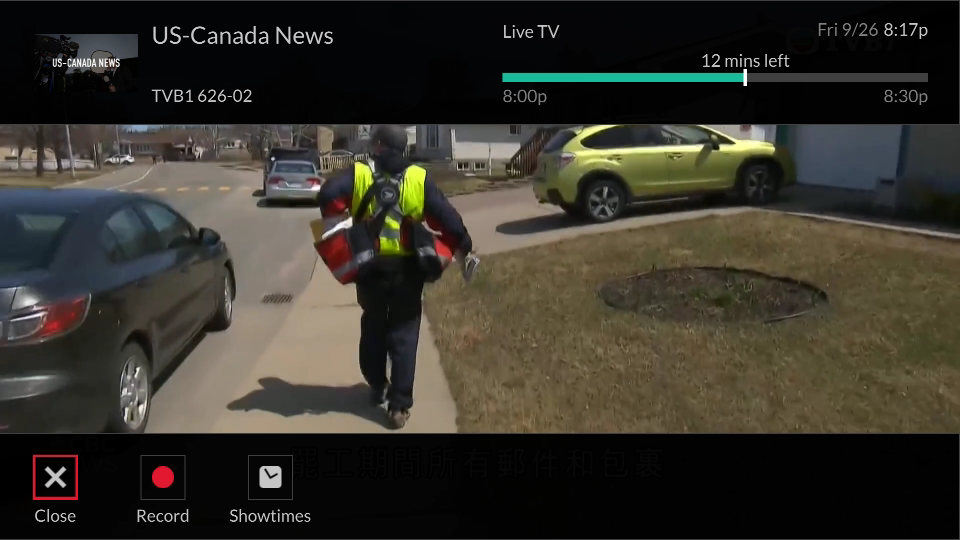 US-CANADA NEWS
US-Canada News
TVB1 626-02
Live TV
Fri 9/26 8:17p
12 mins left
8:00p
8:30p
罷工期間所有郵件和包裹
Close
Record
Showtimes